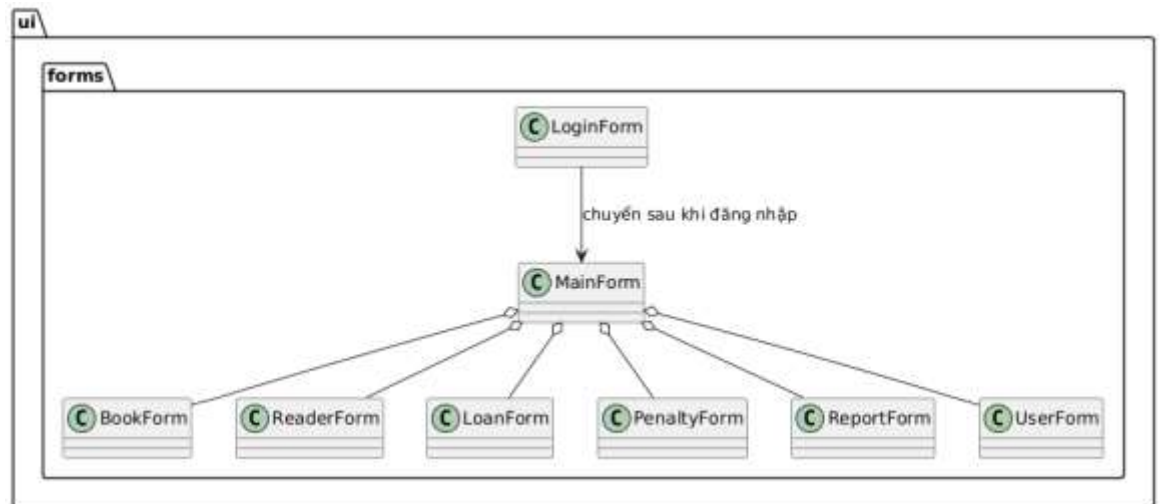 ui
forms
C LoginForm
chuyển sau khi đăng nhập
C MainForm
C BookForm
C ReaderForm
C LoanForm
C PenaltyForm
C ReportForm
C UserForm